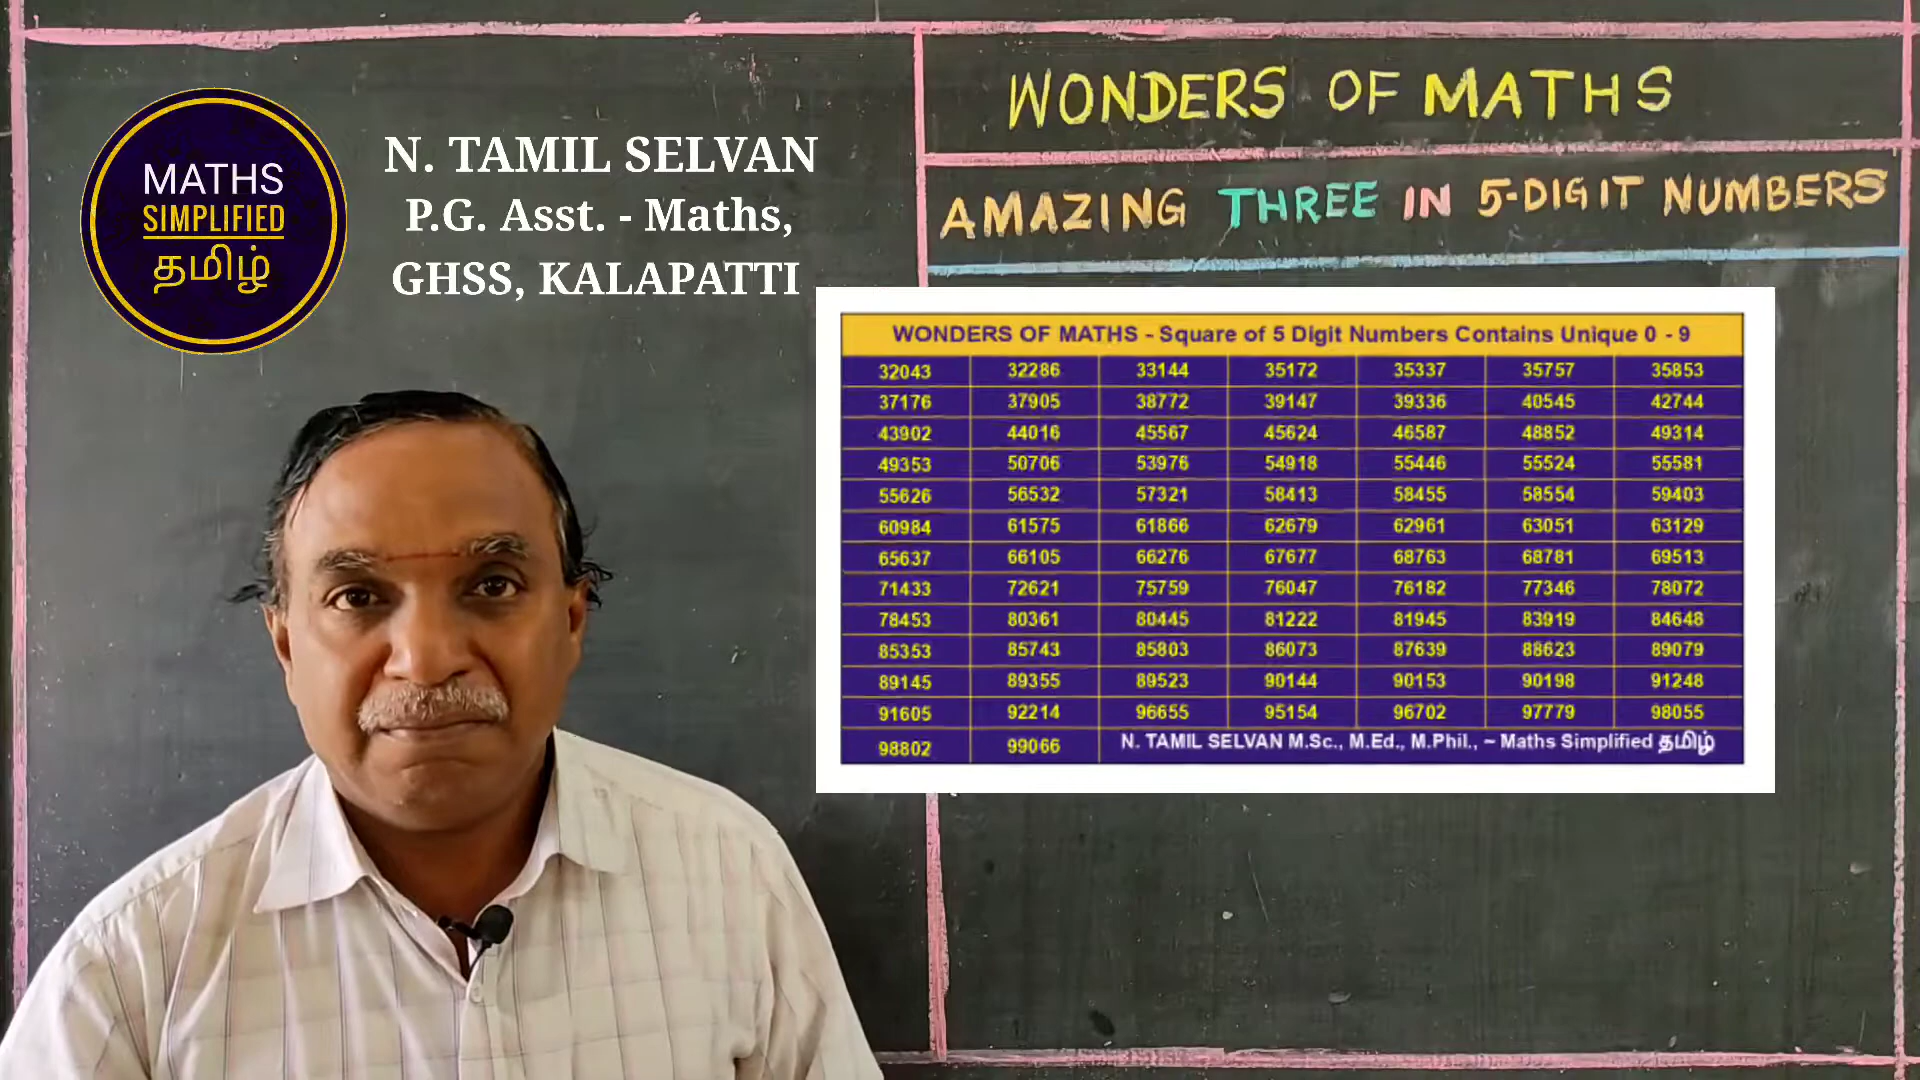 MATHS
SIMPLIFIED
தமிழ்
N. TAMIL SELVAN
P.G. Asst. - Maths,
GHSS, KALAPATTI
WONDERS OF MATHS
AMAZING THREE IN 5-DIGIT NUMBERS
WONDERS OF MATHS - Square of 5 Digit Numbers Contains Unique 0 - 9
32043 32286 33144 35172 35337 35757 35853
37176 37905 38772 39147 39336 40545 42744
43902 44016 45567 45624 46587 48852 49314
49353 50706 53976 54918 55446 55524 55581
55626 56532 57321 58413 58455 58554 59403
60984 61575 61866 62679 62961 63051 63129
65637 66105 66276 67677 68763 68781 69513
71433 72621 75759 76047 76182 77346 78072
78453 80361 80445 81222 81945 83919 84648
85353 85743 85803 86073 87639 88623 89079
89145 89355 89523 90144 90153 90198 91248
91605 92214 96655 95154 96702 97779 98055
98802 99066 N. TAMIL SELVAN M.Sc., M.Ed., M.Phil., ~ Maths Simplified தமிழ்